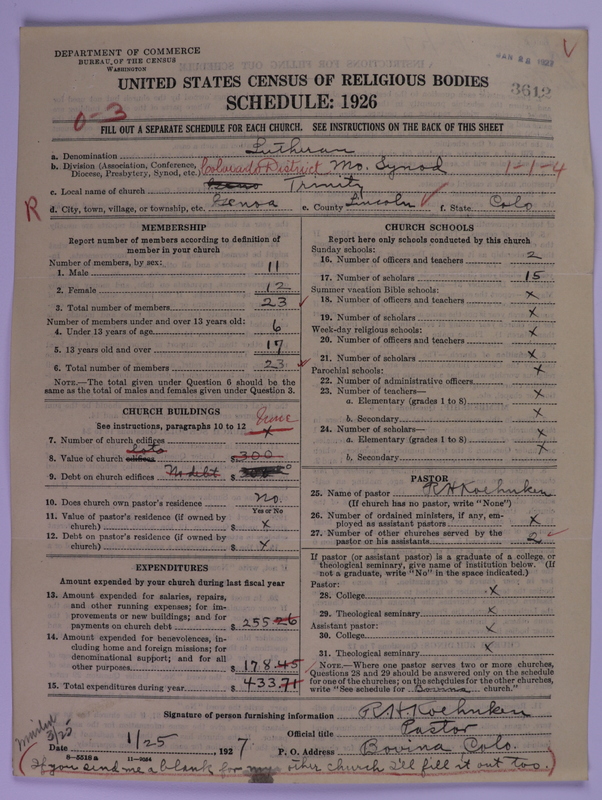 DEPARTMENT OF COMMERCE
BUREAU OF THE CENSUS
WASHINGTON
3612
UNITED STATES CENSUS OF RELIGIOUS BODIES
SCHEDULE: 1926
0-3
FILL OUT A SEPARATE SCHEDULE FOR EACH CHURCH. SEE INSTRUCTIONS ON THE BACK OF THIS SHEET
a. Denomination Lutheran
b. Division (Association, Conference, Diocese, Presbytery, Synod, etc.) Colorado District Mo. Synod 1-1-4
c. Local name of church Trinity
R
d. City, town, village, or township, etc. Genoa e. County Lincoln f. State Colo
MEMBERSHIP
Report number of members according to definition of member in your church
Number of members, by sex:
1. Male 11
2. Female 12
3. Total number of members 23
Number of members under and over 13 years old:
4. Under 13 years of age 6
5. 13 years old and over 17
6. Total number of members 23
NOTE.—The total given under Question 6 should be the same as the total of males and females given under Question 3.
CHURCH BUILDINGS
See instructions, paragraphs 10 to 12
7. Number of church edifices x
8. Value of church edifices lots $ 300
9. Debt on church edifices No debt $
10. Does church own pastor's residence No.
Yes or No
11. Value of pastor's residence (if owned by church) $ x
12. Debt on pastor's residence (if owned by church) $ x
EXPENDITURES
Amount expended by your church during last fiscal year
13. Amount expended for salaries, repairs, and other running expenses; for improvements or new buildings; and for payments on church debt $ 255 26
14. Amount expended for benevolences, including home and foreign missions; for denominational support; and for all other purposes $ 178.45
15. Total expenditures during year $ 433.71
CHURCH SCHOOLS
Report here only schools conducted by this church
Sunday schools:
16. Number of officers and teachers 2
17. Number of scholars 15
Summer vacation Bible schools:
18. Number of officers and teachers x
19. Number of scholars x
Week-day religious schools:
20. Number of officers and teachers x
21. Number of scholars x
Parochial schools:
22. Number of administrative officers x
23. Number of teachers—
a. Elementary (grades 1 to 8) x
b. Secondary x
24. Number of scholars—
a. Elementary (grades 1 to 8) x
b. Secondary x
PASTOR
25. Name of pastor R H Koehnken
(If church has no pastor, write "None")
26. Number of ordained ministers, if any, employed as assistant pastors x
27. Number of other churches served by the pastor or his assistants 2
If pastor (or assistant pastor) is a graduate of a college or theological seminary, give name of institution below. (If not a graduate, write "No" in the space indicated.)
Pastor:
28. College x
29. Theological seminary x
Assistant pastor:
30. College x
31. Theological seminary x
NOTE.—Where one pastor serves two or more churches, Questions 28 and 29 should be answered only on the schedule for one of the churches; on the schedules for the other churches, write "See schedule for Bovina church."
Signature of person furnishing information R H Koehnken
Official title Pastor
Date 1/25 , 1927 P. O. Address Bovina Colo.
8-5518 a 11-9024
(If you send me a blank for my other church I'll fill it out too.)